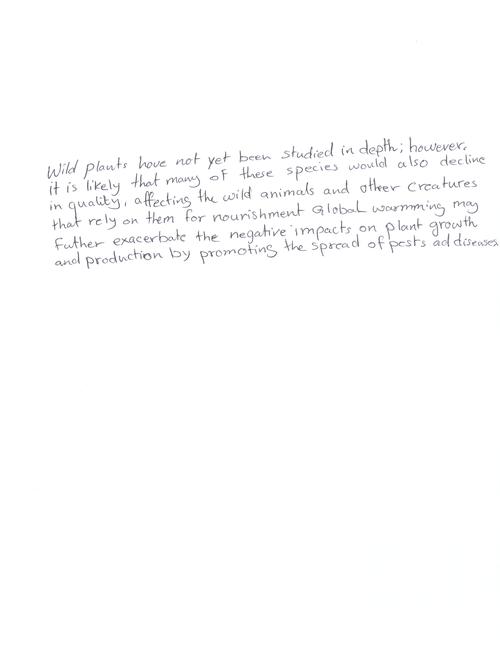 Wild plants have not yet been studied in depth; however,
it is likely that many of these species would also decline
in quality, affecting the wild animals and other creatures
that rely on them for nourishment Global warmming may
Futher exacerbate the negative impacts on plant growth
and production by promoting the spread of pests ad diseases